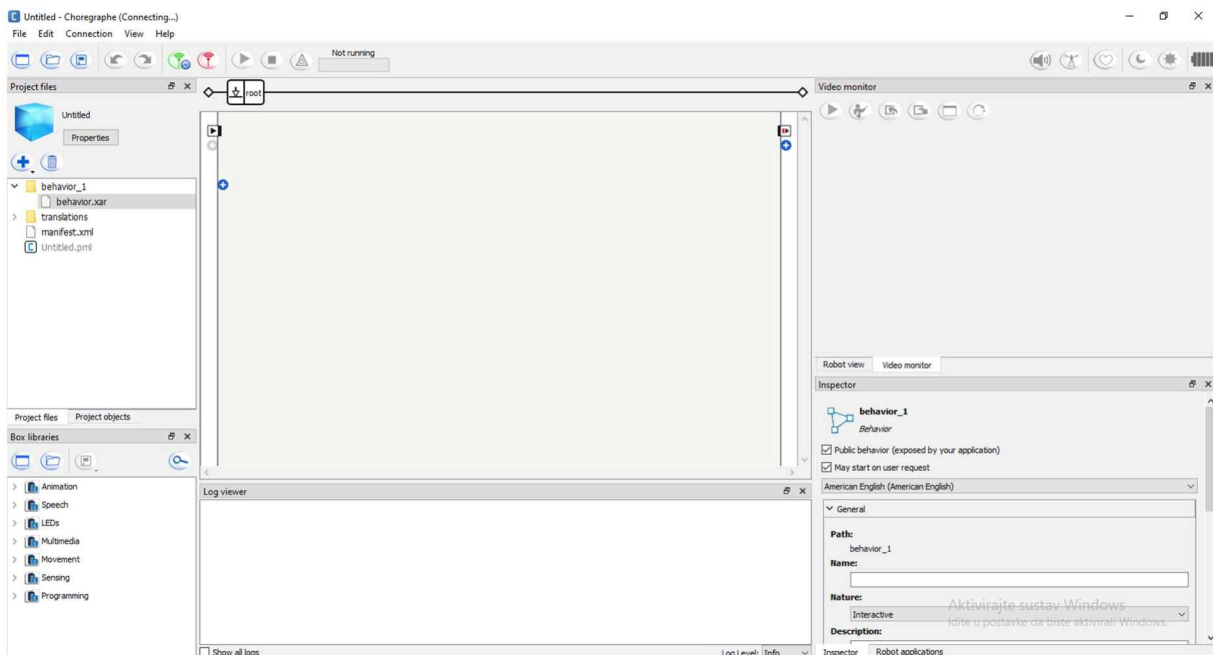 Untitled - Choregraphe (Connecting...)
File Edit Connection View Help
Not running
Project files
root
Video monitor
Untitled
Properties
behavior_1
behavior.xar
translations
manifest.xml
Untitled.pml
Project files Project objects
Robot view Video monitor
Inspector
behavior_1
Behavior
Public behavior (exposed by your application)
May start on user request
American English (American English)
General
Path:
behavior_1
Name:
Nature:
Interactive
Description:
Inspector Robot applications
Box libraries
Animation
Speech
LEDs
Multimedia
Movement
Sensing
Programming
Log viewer
Show all logs
Log Level: Info
Aktivirajte sustav Windows
Idite u postavke da biste aktivirali Windows.